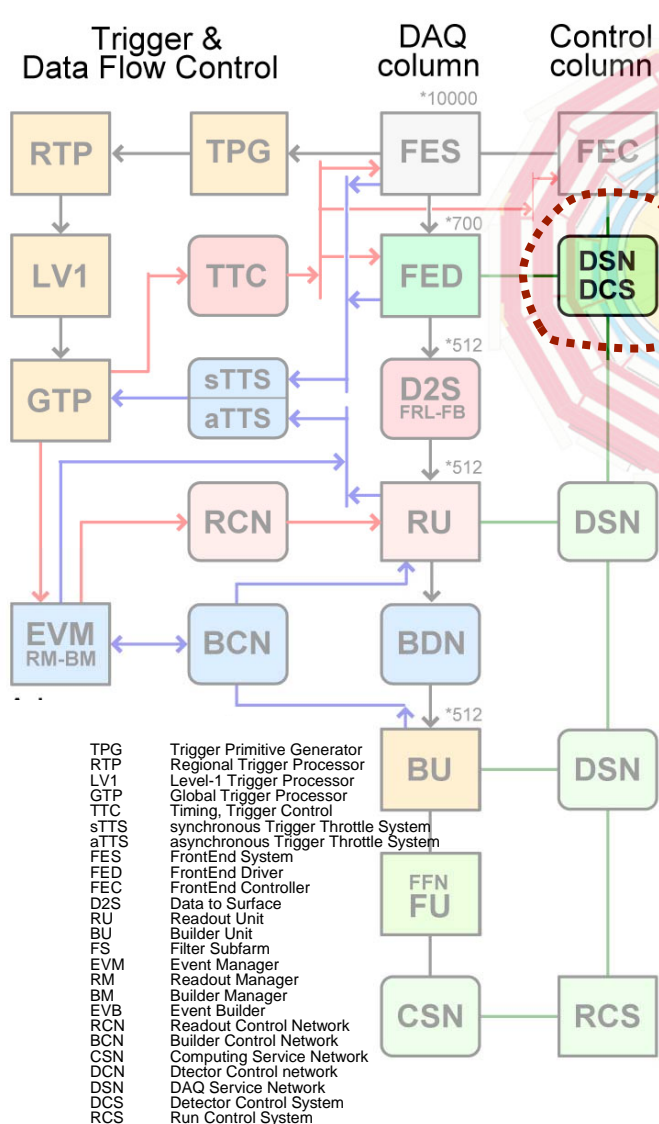 Trigger &
Data Flow Control
DAQ
column
Control
column
*10000
RTP
TPG
FES
FEC
*700
LV1
TTC
FED
DSN
DCS
*512
GTP
sTTS
aTTS
D2S
FRL-FB
*512
RCN
RU
DSN
EVM
RM-BM
BCN
BDN
*512
BU
DSN
FFN
FU
CSN
RCS
TPG Trigger Primitive Generator
RTP Regional Trigger Processor
LV1 Level-1 Trigger Processor
GTP Global Trigger Processor
TTC Timing, Trigger Control
sTTS synchronous Trigger Throttle System
aTTS asynchronous Trigger Throttle System
FES FrontEnd System
FED FrontEnd Driver
FEC FrontEnd Controller
D2S Data to Surface
RU Readout Unit
BU Builder Unit
FS Filter Subfarm
EVM Event Manager
RM Readout Manager
BM Builder Manager
EVB Event Builder
RCN Readout Control Network
BCN Builder Control Network
CSN Computing Service Network
DCN Dtector Control network
DSN DAQ Service Network
DCS Detector Control System
RCS Run Control System